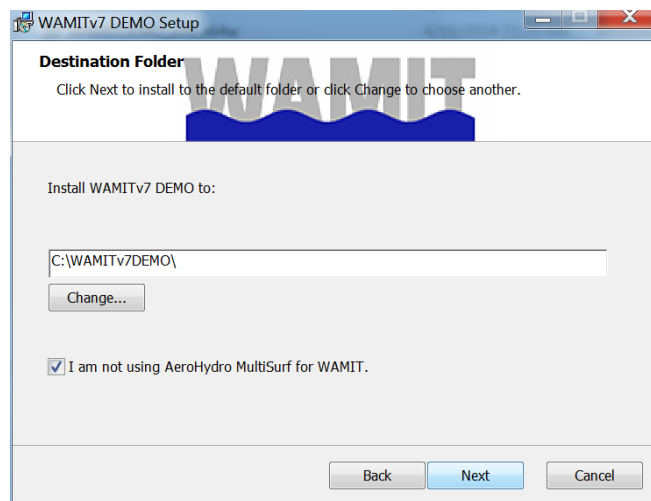 WAMITv7 DEMO Setup
Destination Folder
Click Next to install to the default folder or click Change to choose another.
WAMIT
Install WAMITv7 DEMO to:
C:\WAMITv7DEMO\
Change...
I am not using AeroHydro MultiSurf for WAMIT.
Back
Next
Cancel